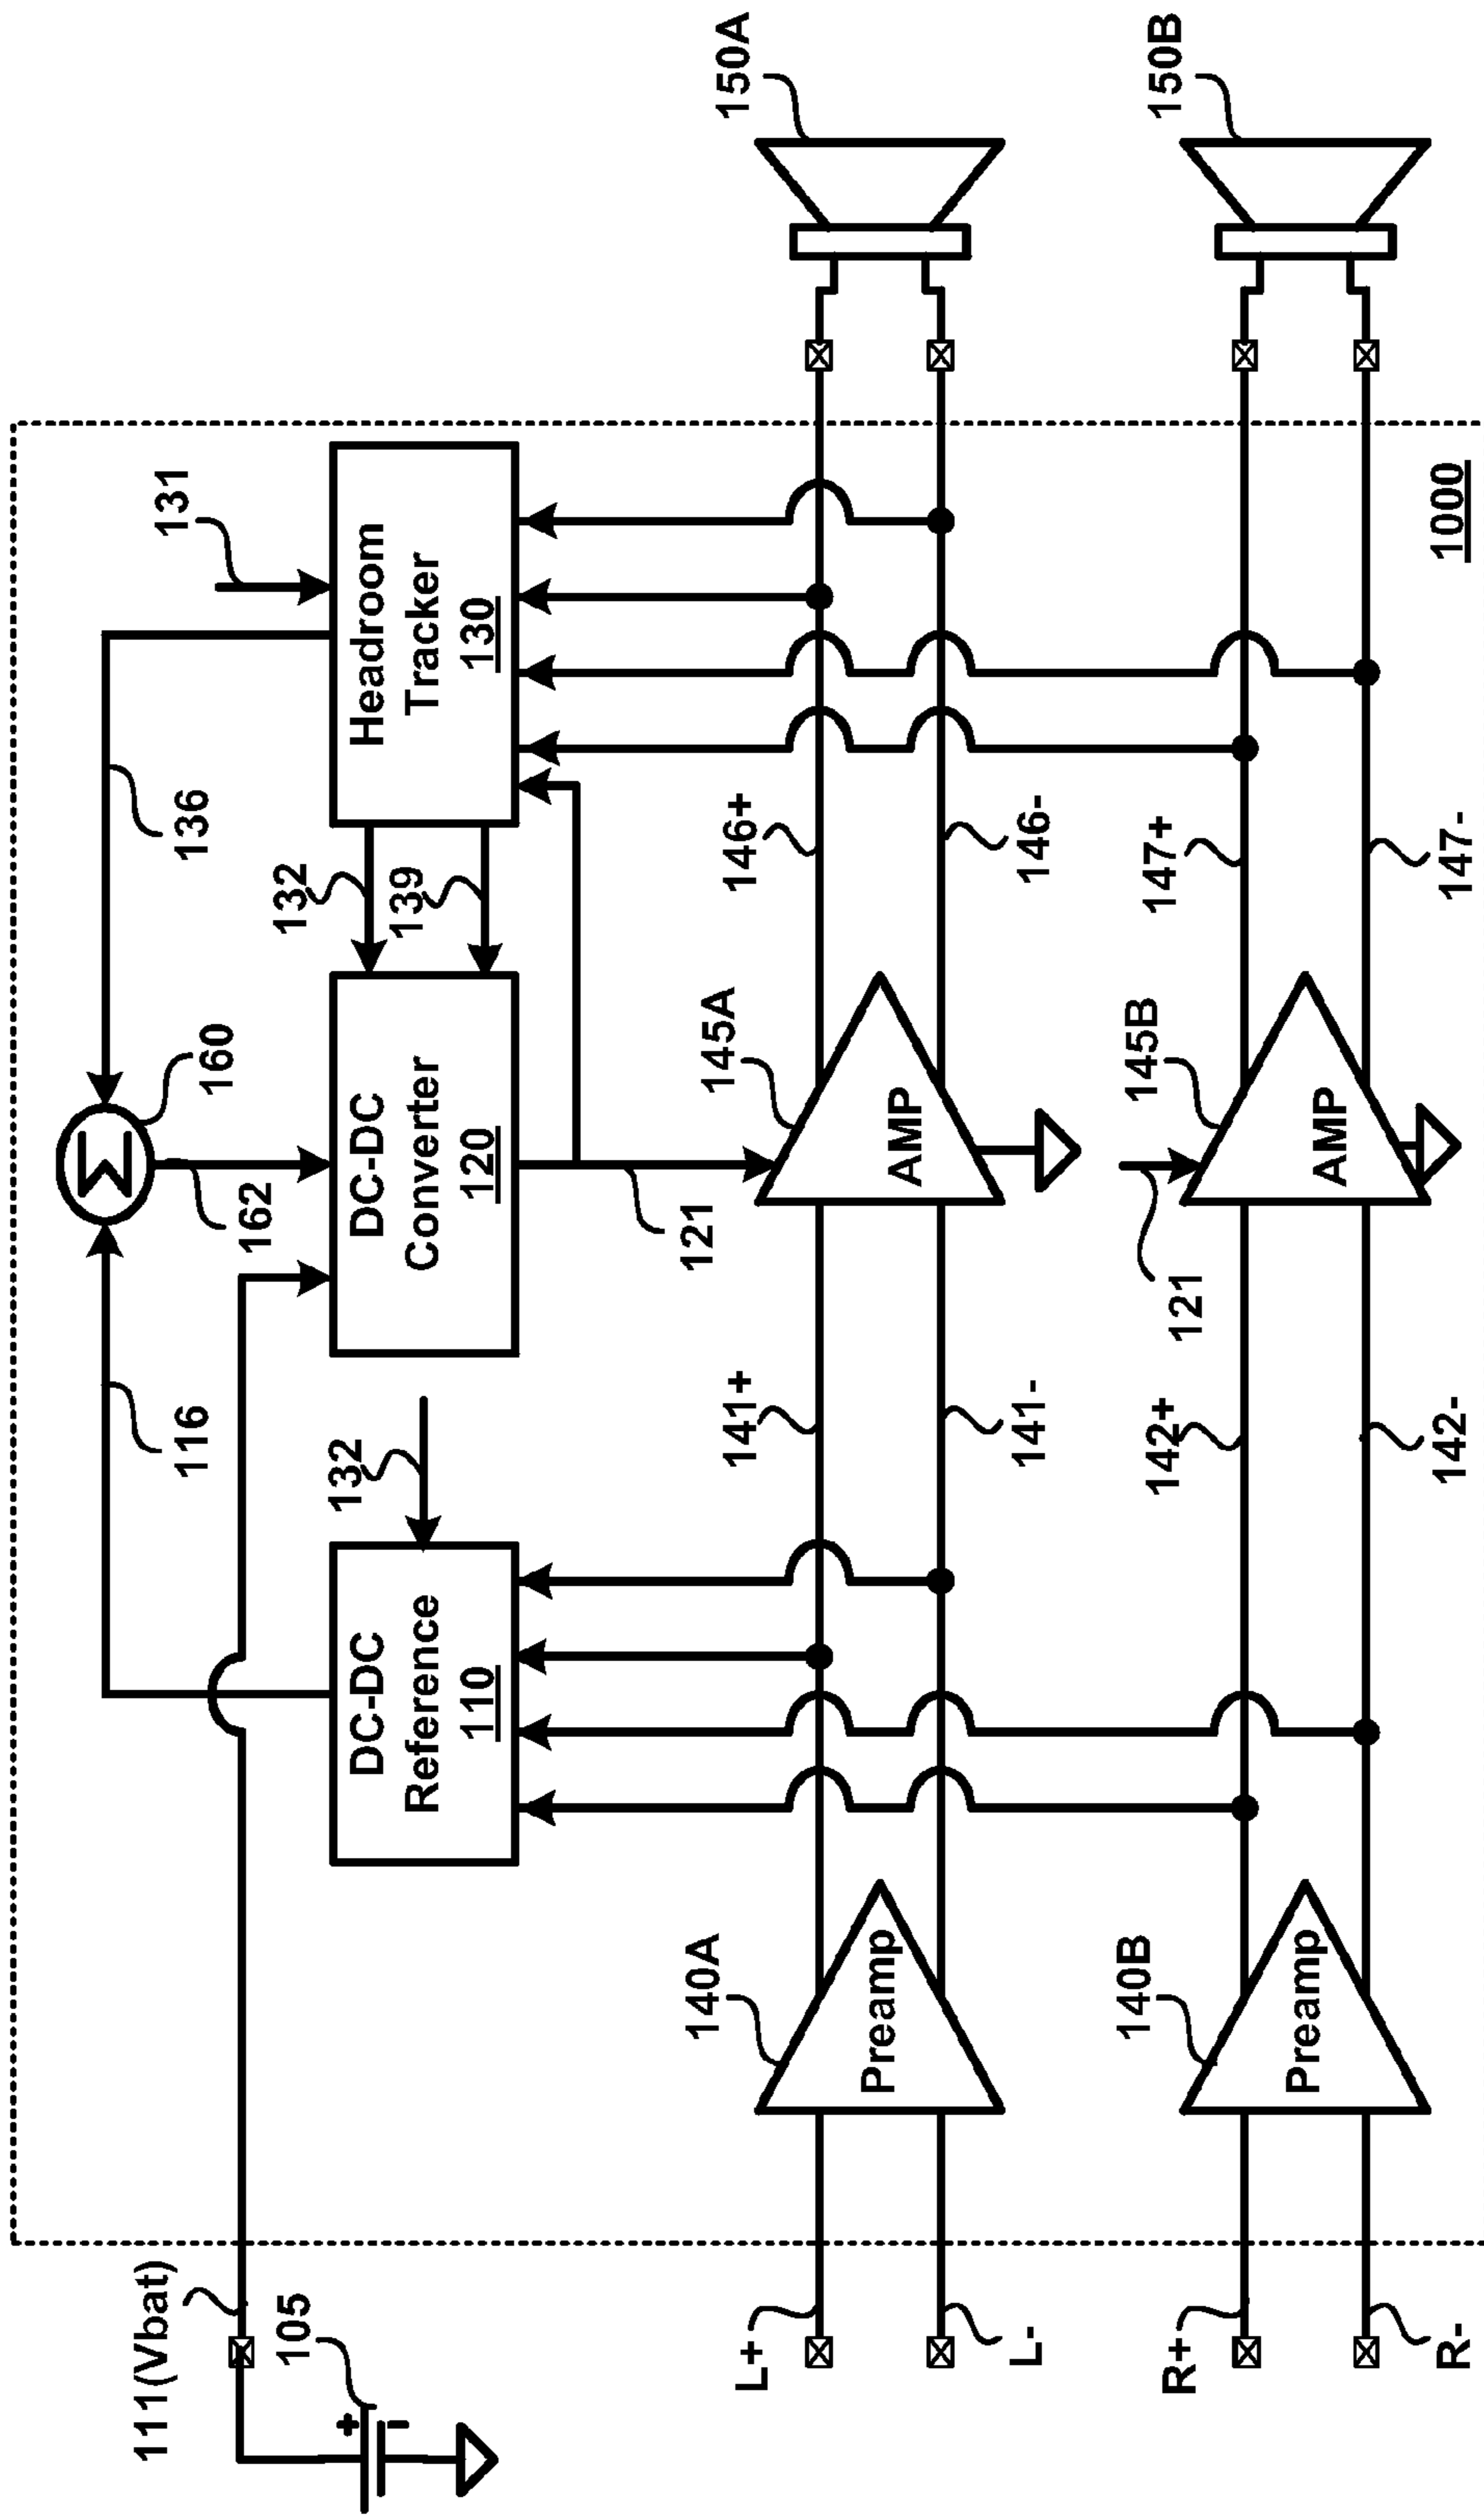 111(Vbat)
105
116
160
162
136
131
DC-DC
Reference
110
132
DC-DC
Converter
120
132
139
Headroom
Tracker
130
121
L+
L-
140A
Preamp
141+
141-
145A
AMP
146+
146-
150A
R+
R-
140B
Preamp
142+
142-
121
145B
AMP
147+
147-
150B
1000
Σ
+
-